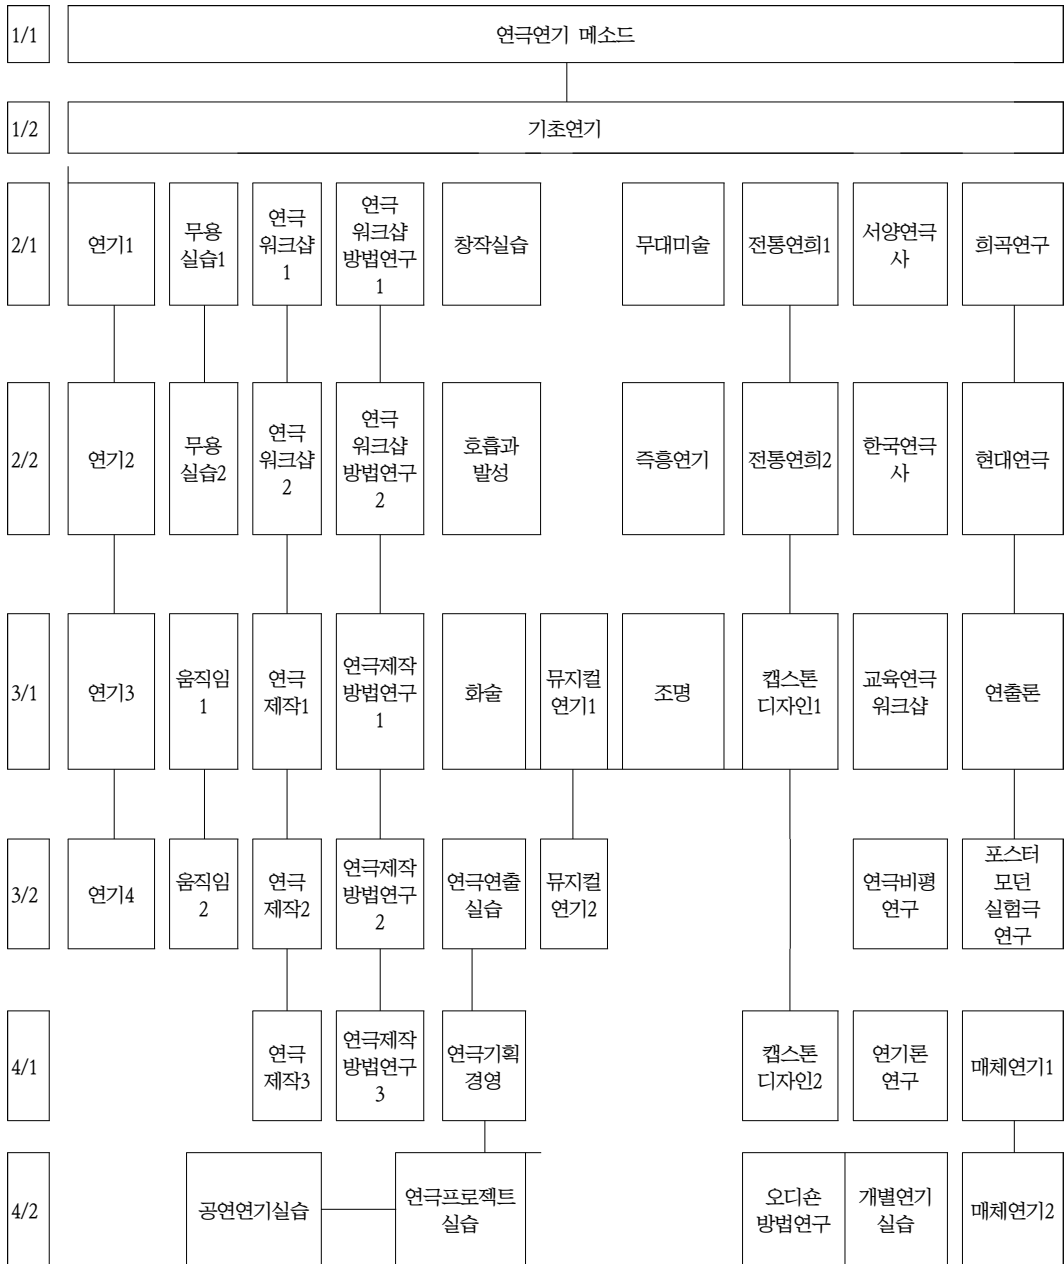 1/1
연극연기 메소드
1/2
기초연기
2/1
연기1
무용
실습1
연극
워크샵
1
연극
워크샵
방법연구
1
창작실습
무대미술
전통연희1
서양연극
사
희곡연구
2/2
연기2
무용
실습2
연극
워크샵
2
연극
워크샵
방법연구
2
호흡과
발성
즉흥연기
전통연희2
한국연극
사
현대연극
3/1
연기3
움직임
1
연극
제작1
연극제작
방법연구
1
화술
뮤지컬
연기1
조명
캡스톤
디자인1
교육연극
워크샵
연출론
3/2
연기4
움직임
2
연극
제작2
연극제작
방법연구
2
연극연출
실습
뮤지컬
연기2
연극비평
연구
포스터
모던
실험극
연구
4/1
연극
제작3
연극제작
방법연구
3
연극기획
경영
캡스톤
디자인2
연기론
연구
매체연기1
4/2
공연연기실습
연극프로젝트
실습
오디숀
방법연구
개별연기
실습
매체연기2